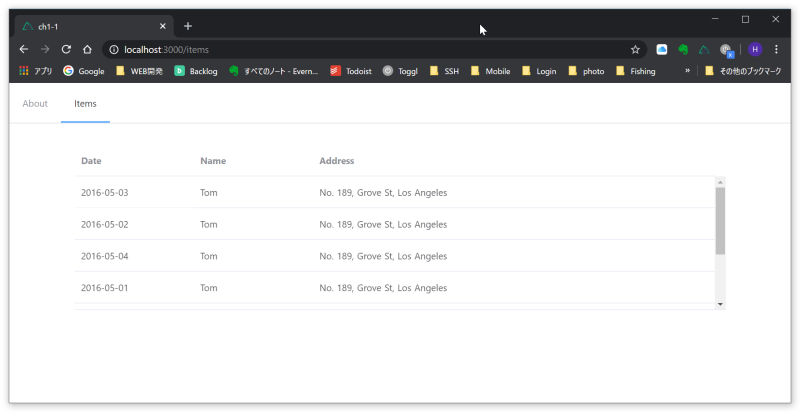 ch1-1
localhost:3000/items
アプリ Google WEB開発 Backlog すべてのノート - Evern... Todoist Toggl SSH Mobile Login photo Fishing » その他のブックマーク
About Items
Date Name Address
2016-05-03 Tom No. 189, Grove St, Los Angeles
2016-05-02 Tom No. 189, Grove St, Los Angeles
2016-05-04 Tom No. 189, Grove St, Los Angeles
2016-05-01 Tom No. 189, Grove St, Los Angeles